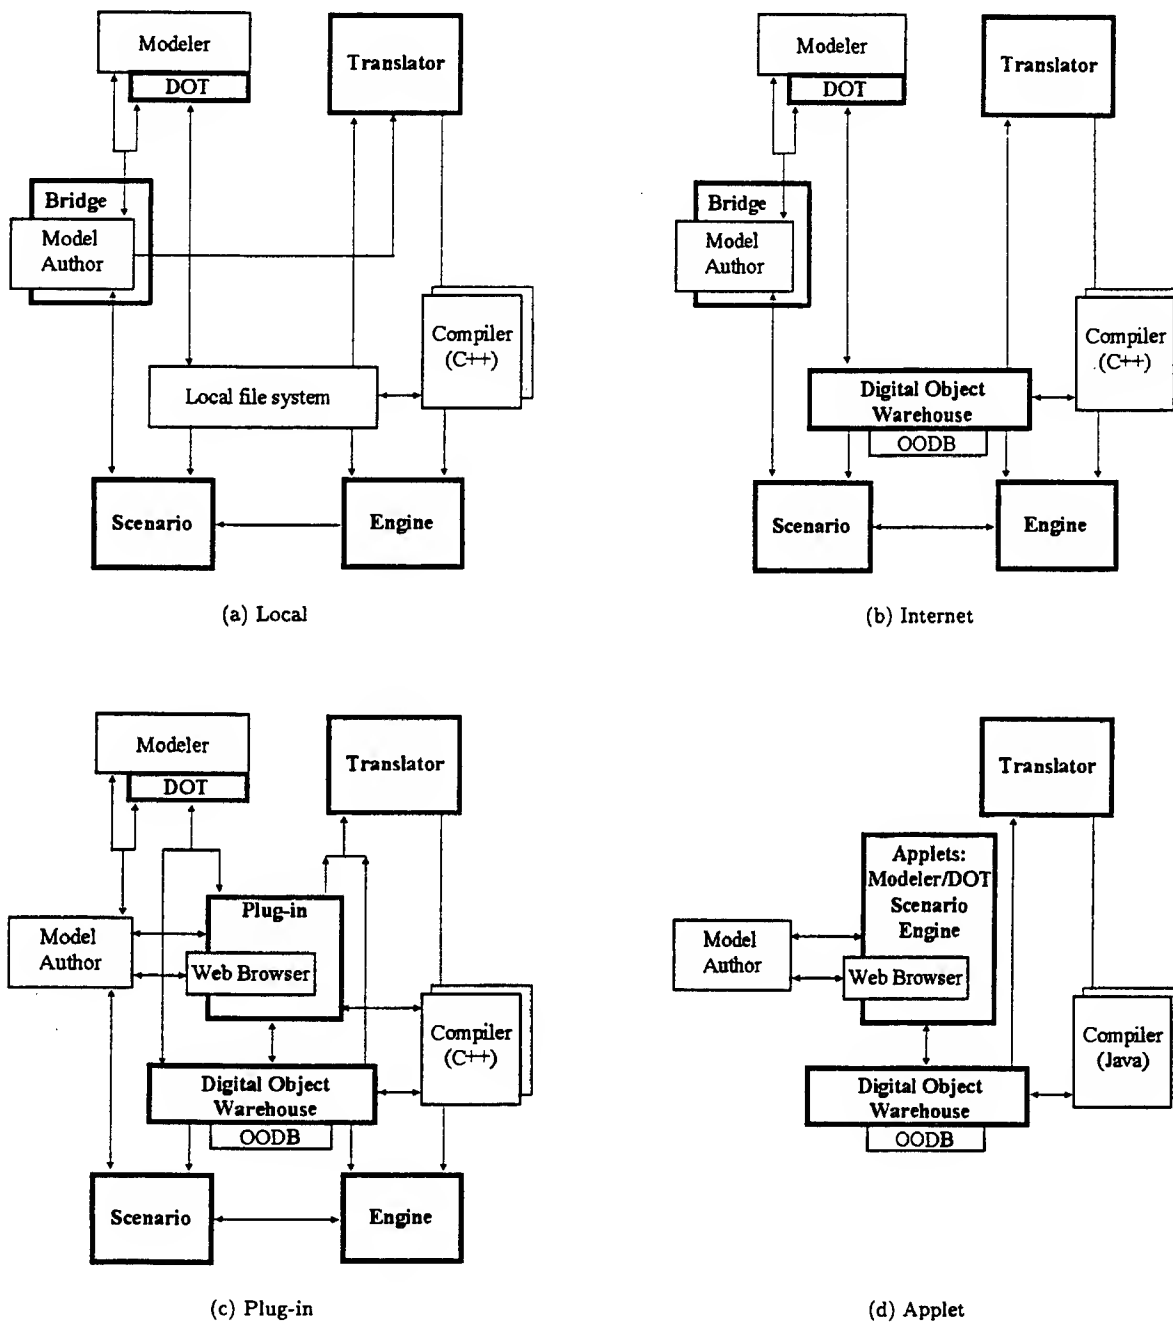 Modeler
DOT
Translator
Bridge
Model
Author
Compiler
(C++)
Local file system
Scenario
Engine
(a) Local
Modeler
DOT
Translator
Bridge
Model
Author
Compiler
(C++)
Digital Object
Warehouse
OODB
Scenario
Engine
(b) Internet
Modeler
DOT
Translator
Plug-in
Model
Author
Web Browser
Compiler
(C++)
Digital Object
Warehouse
OODB
Scenario
Engine
(c) Plug-in
Translator
Applets:
Modeler/DOT
Scenario
Engine
Model
Author
Web Browser
Compiler
(Java)
Digital Object
Warehouse
OODB
(d) Applet